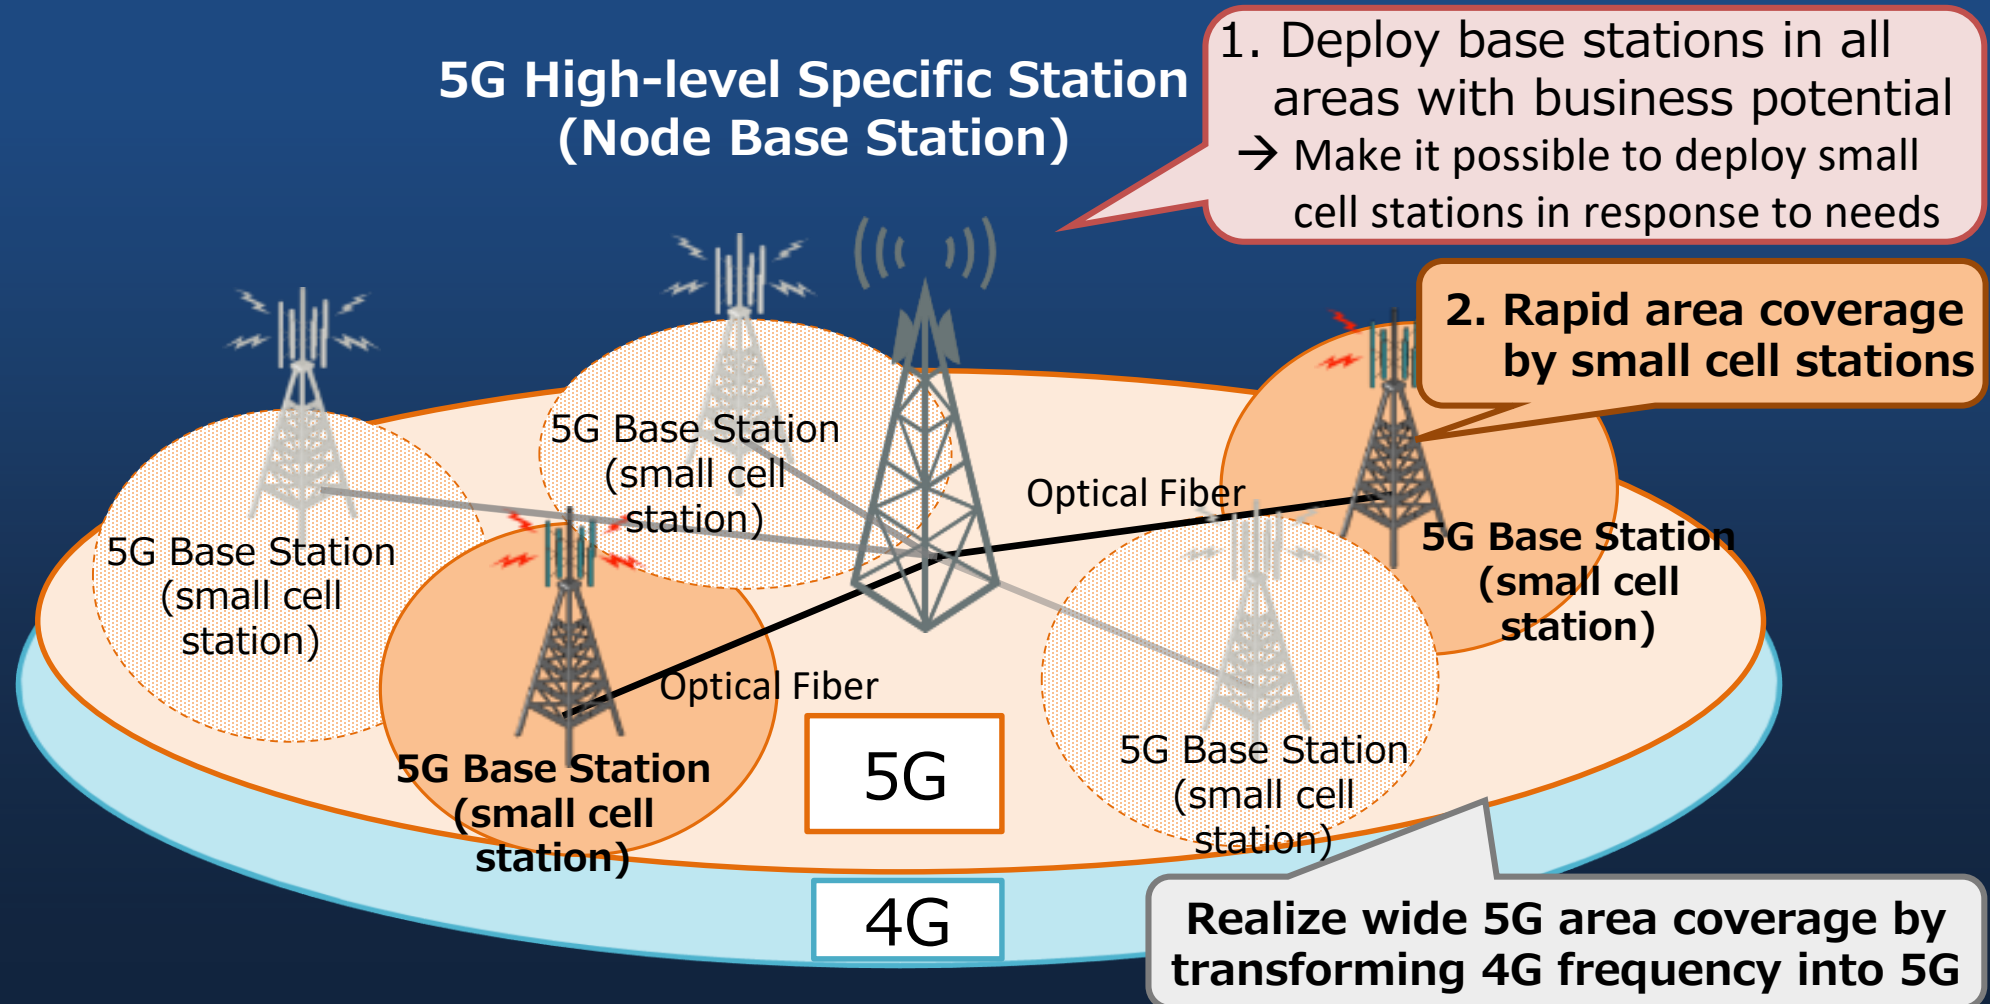 5G High-level Specific Station
(Node Base Station)
1. Deploy base stations in all
areas with business potential
→ Make it possible to deploy small
cell stations in response to needs
2. Rapid area coverage
by small cell stations
5G Base Station
(small cell
station)
Optical Fiber
5G Base Station
(small cell
station)
5G Base Station
(small cell
station)
Optical Fiber
5G Base Station
(small cell
station)
5G
5G Base Station
(small cell
station)
4G
Realize wide 5G area coverage by
transforming 4G frequency into 5G